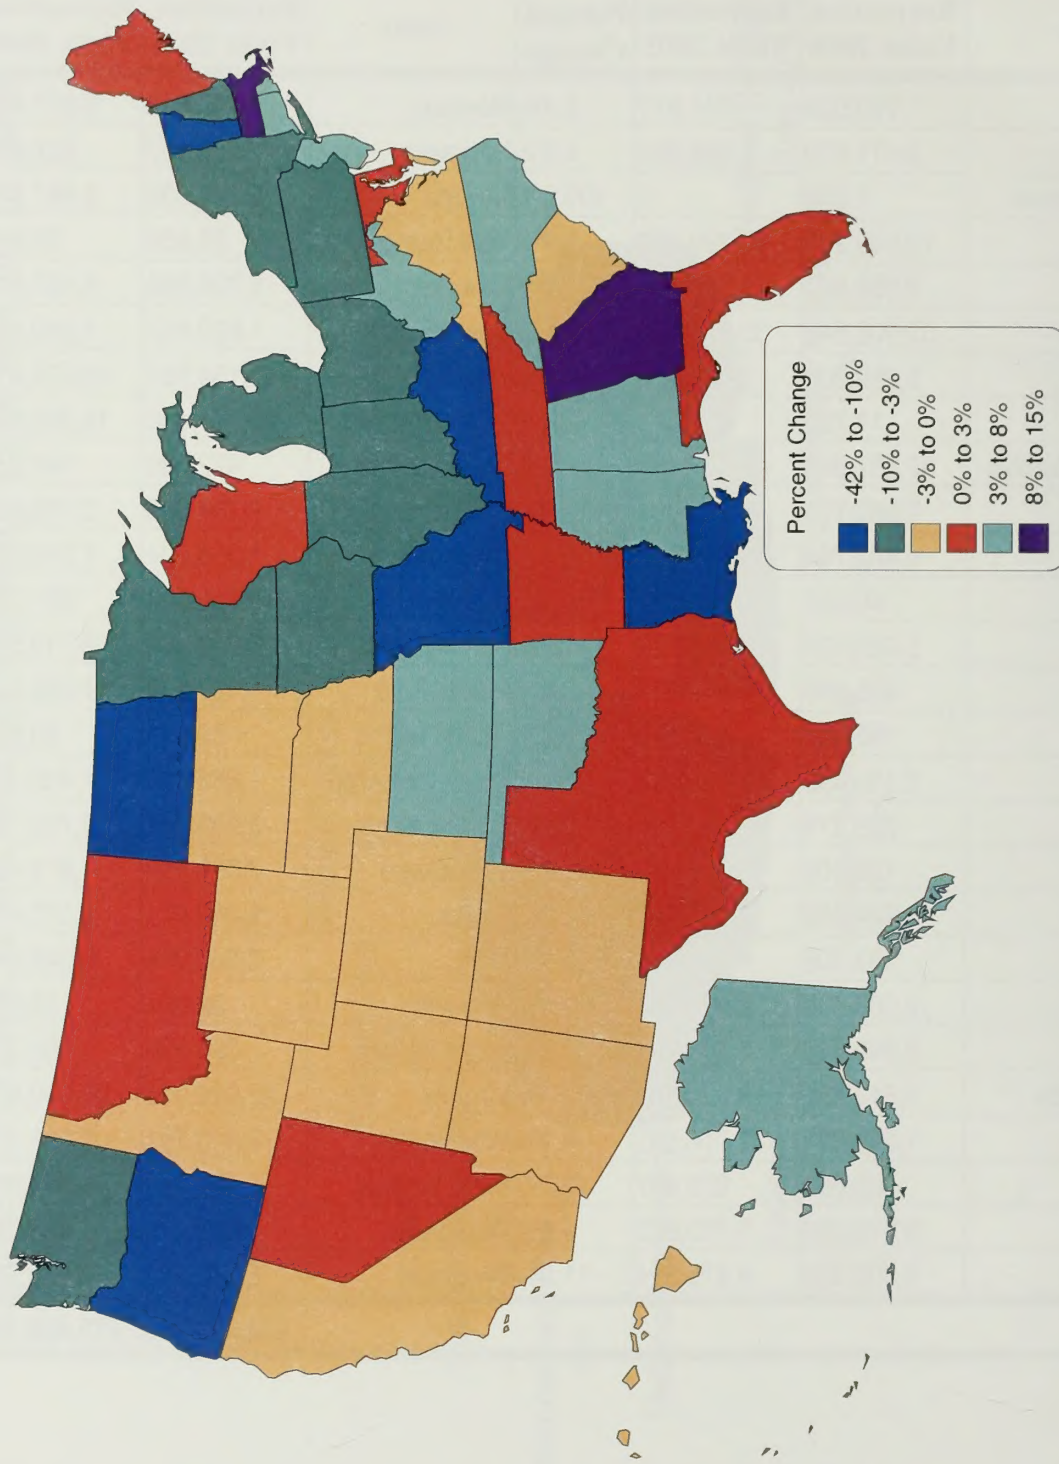 Percent Change
-42% to -10%
-10% to -3%
-3% to 0%
0% to 3%
3% to 8%
8% to 15%